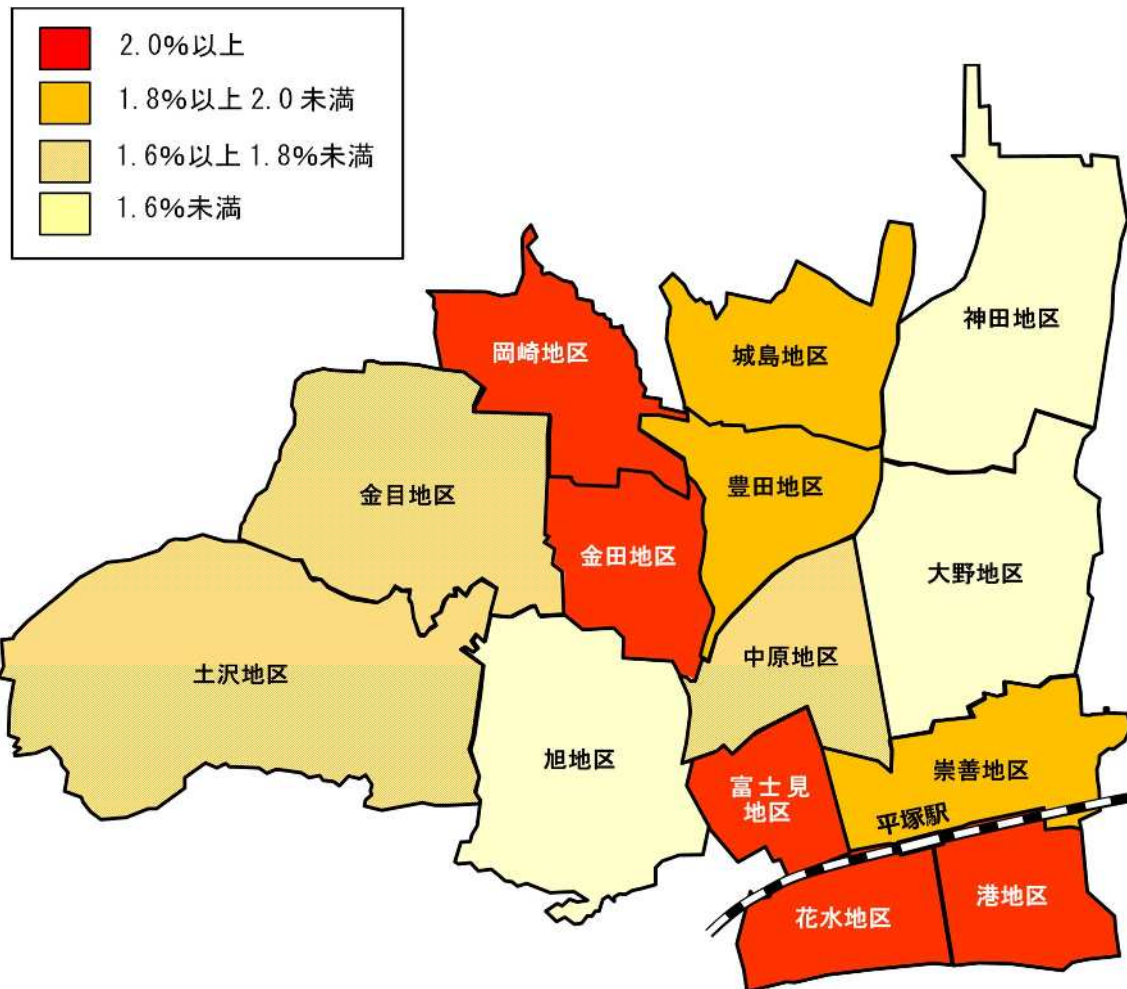 2.0%以上
1.8%以上 2.0 未満
1.6%以上 1.8%未満
1.6%未満
神田地区
岡崎地区
城島地区
金目地区
豊田地区
金田地区
大野地区
中原地区
土沢地区
旭地区
富士見
地区
崇善地区
平塚駅
花水地区
港地区